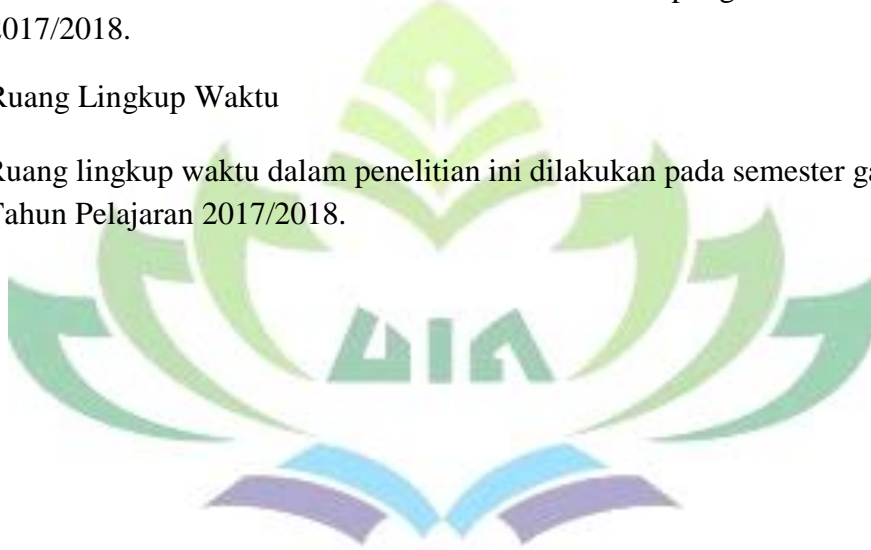 2017/2018.
Ruang Lingkup Waktu
Ruang lingkup waktu dalam penelitian ini dilakukan pada semester ga
Tahun Pelajaran 2017/2018.
UIN